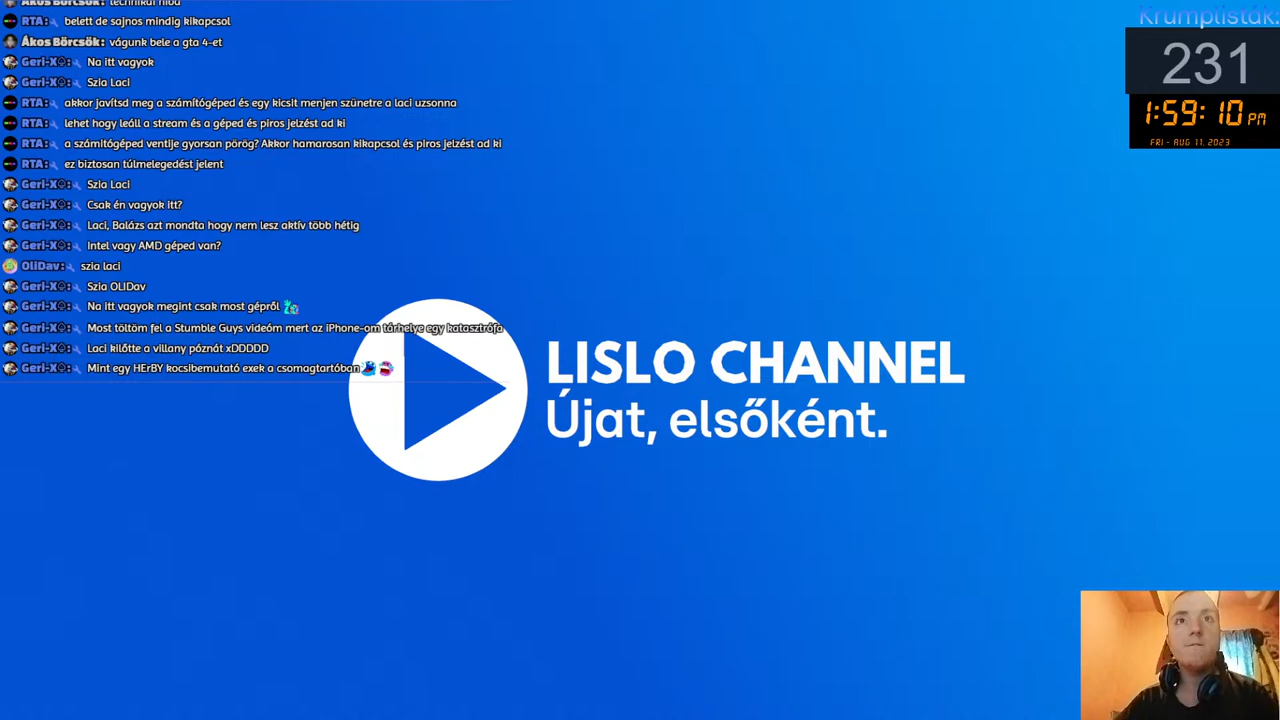 Ákos Börcsök: technikai hiba
RTA: belett de sajnos mindig kikapcsol
Ákos Börcsök: vágunk bele a gta 4-et
Geri-X: Na itt vagyok
Geri-X: Szia Laci
RTA: akkor javítsd meg a számítógéped és egy kicsit menjen szünetre a laci uzsonna
RTA: lehet hogy leáll a stream és a géped és piros jelzést ad ki
RTA: a számitógéped ventije gyorsan pörög? Akkor hamarosan kikapcsol és piros jelzést ad ki
RTA: ez biztosan túlmelegedést jelent
Geri-X: Szia Laci
Geri-X: Csak én vagyok itt?
Geri-X: Laci, Balázs azt mondta hogy nem lesz aktív több hétig
Geri-X: Intel vagy AMD géped van?
OliDav: szia laci
Geri-X: Szia OLIDav
Geri-X: Na itt vagyok megint csak most gépről
Geri-X: Most töltöm fel a Stumble Guys videóm mert az iPhone-om tárhelye egy katasztrófa
Geri-X: Laci kilőtte a villany póznát xDDDDD
Geri-X: Mint egy HErBY kocsibemutató exek a csomagtartóban
Krumplisták:
231
1:59:10 PM
FRI - AUG 11, 2023
LISLO CHANNEL
Újat, elsőként.